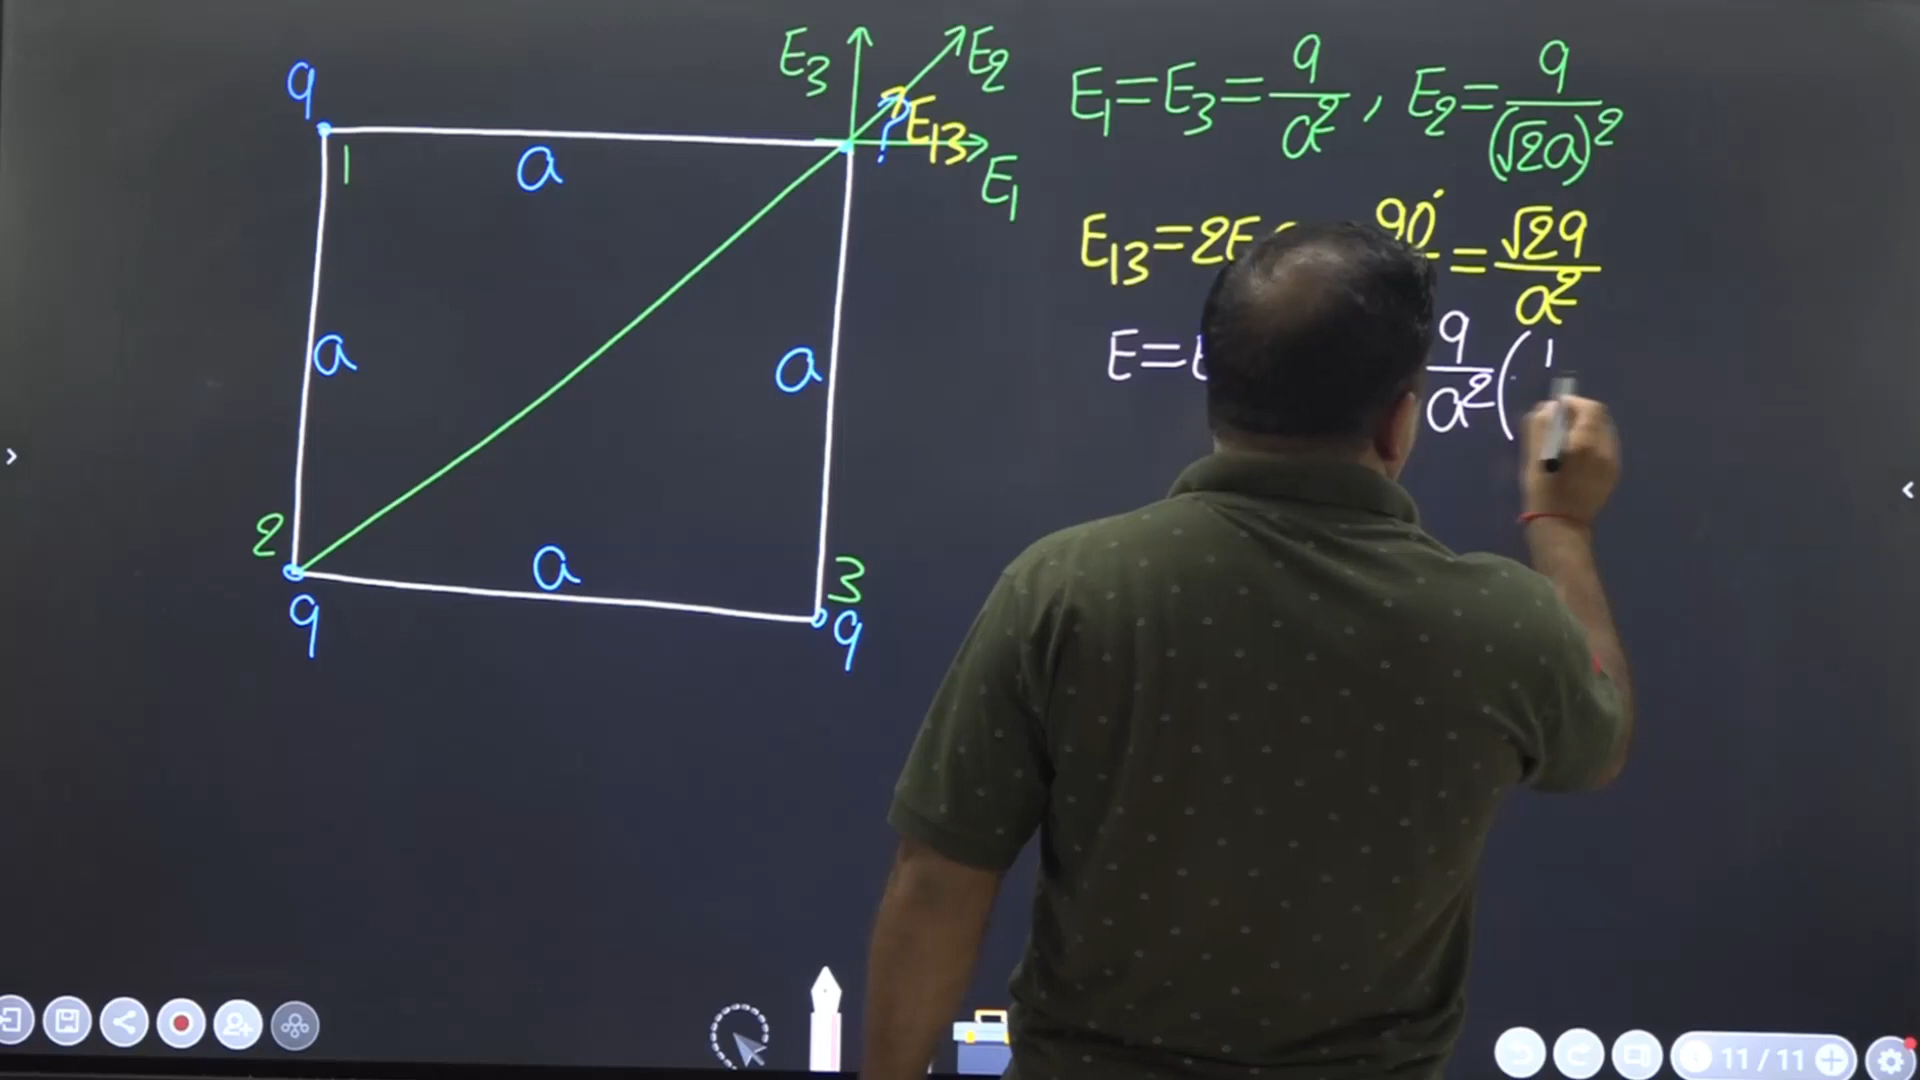 q
1
a
a
a
2
q
a
3
q
E₃
E₂
?
E₁₃
E₁
E₁=E₃=q/a², E₂=q/(√2a)²
E₁₃=2E 90° =√2q/a²
E= q/a²(1
11/11